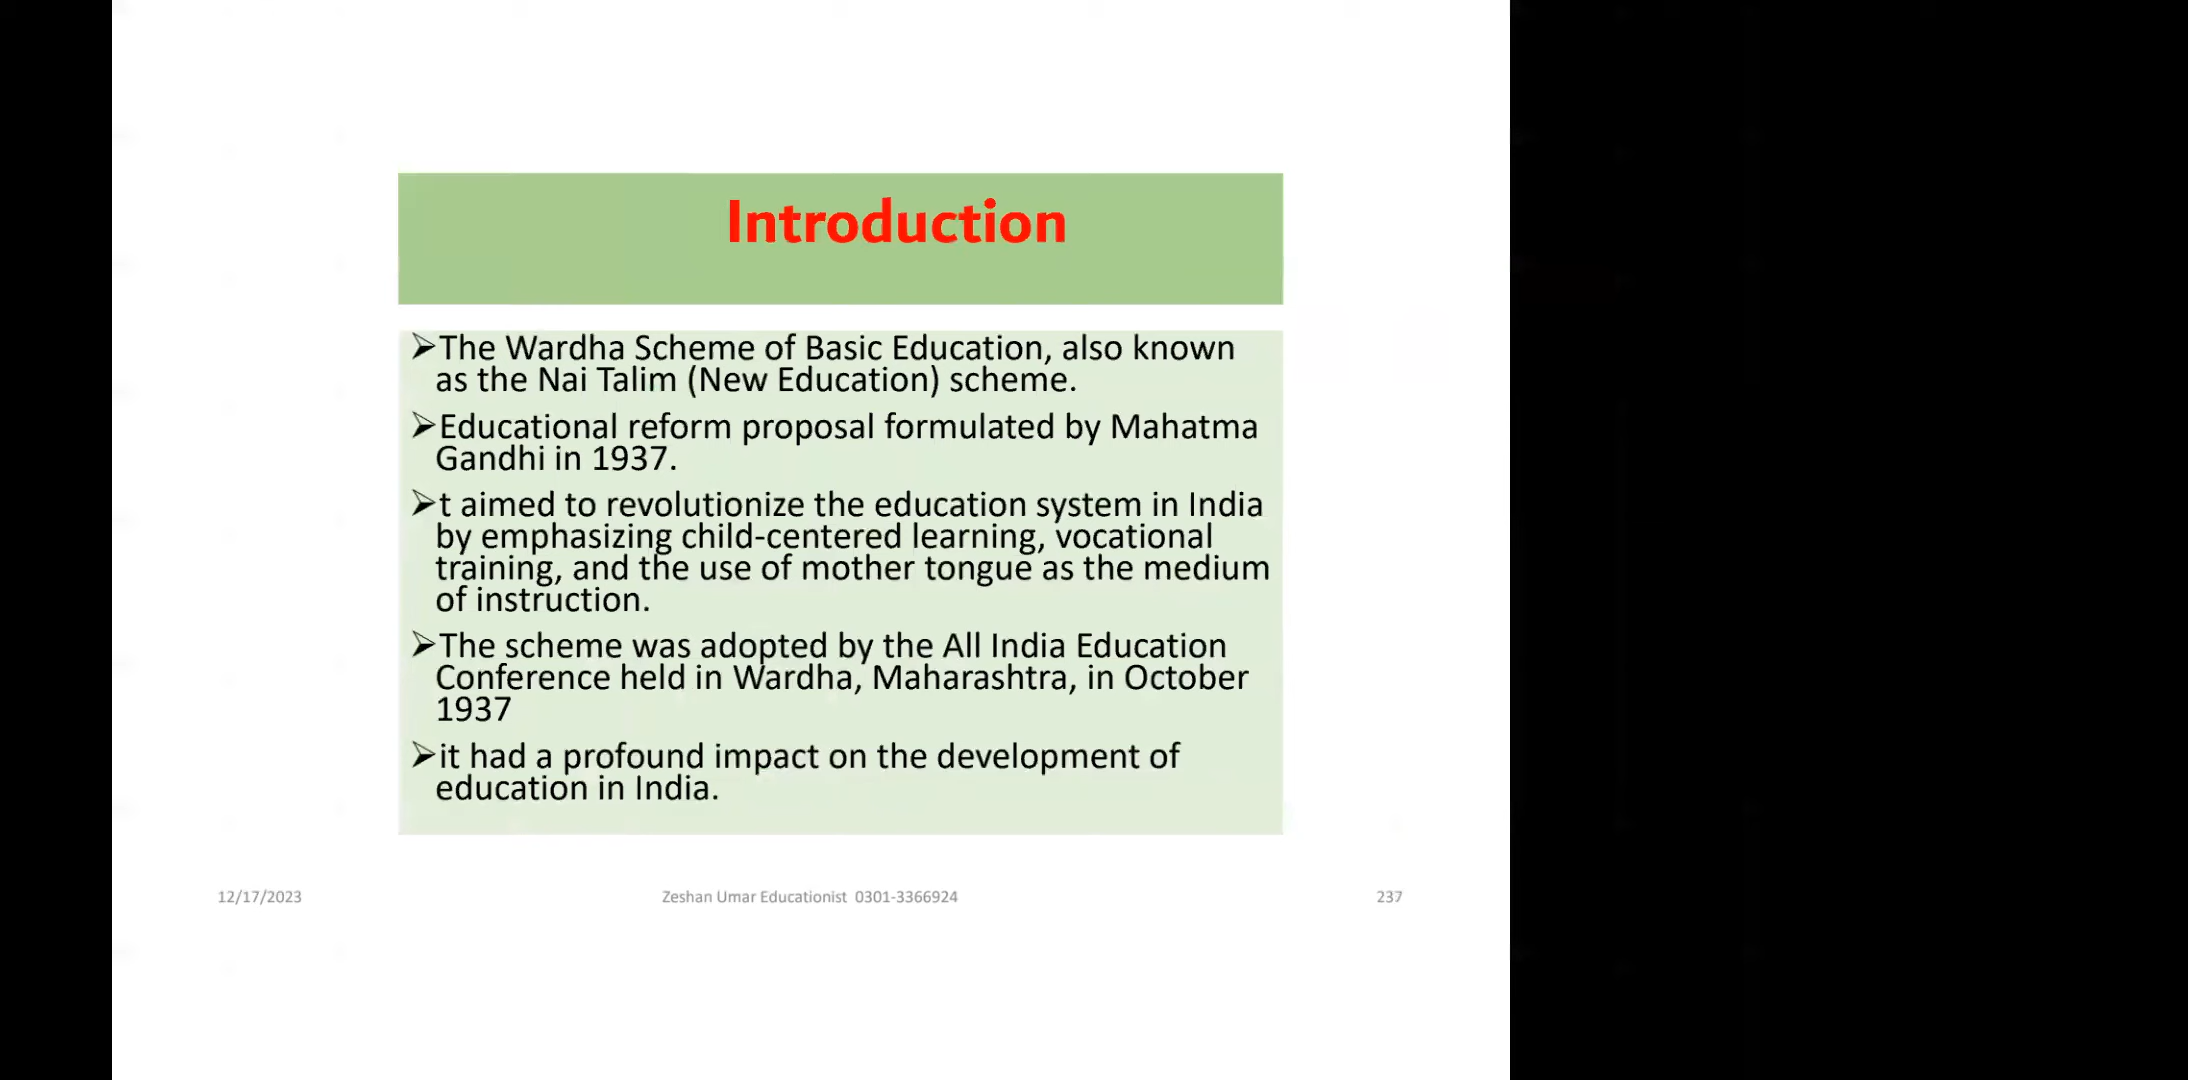 Introduction
➢The Wardha Scheme of Basic Education, also known
as the Nai Talim (New Education) scheme.
➢Educational reform proposal formulated by Mahatma
Gandhi in 1937.
➢t aimed to revolutionize the education system in India
by emphasizing child-centered learning, vocational
training, and the use of mother tongue as the medium
of instruction.
➢The scheme was adopted by the All India Education
Conference held in Wardha, Maharashtra, in October
1937
➢it had a profound impact on the development of
education in India.
12/17/2023
Zeshan Umar Educationist 0301-3366924
237